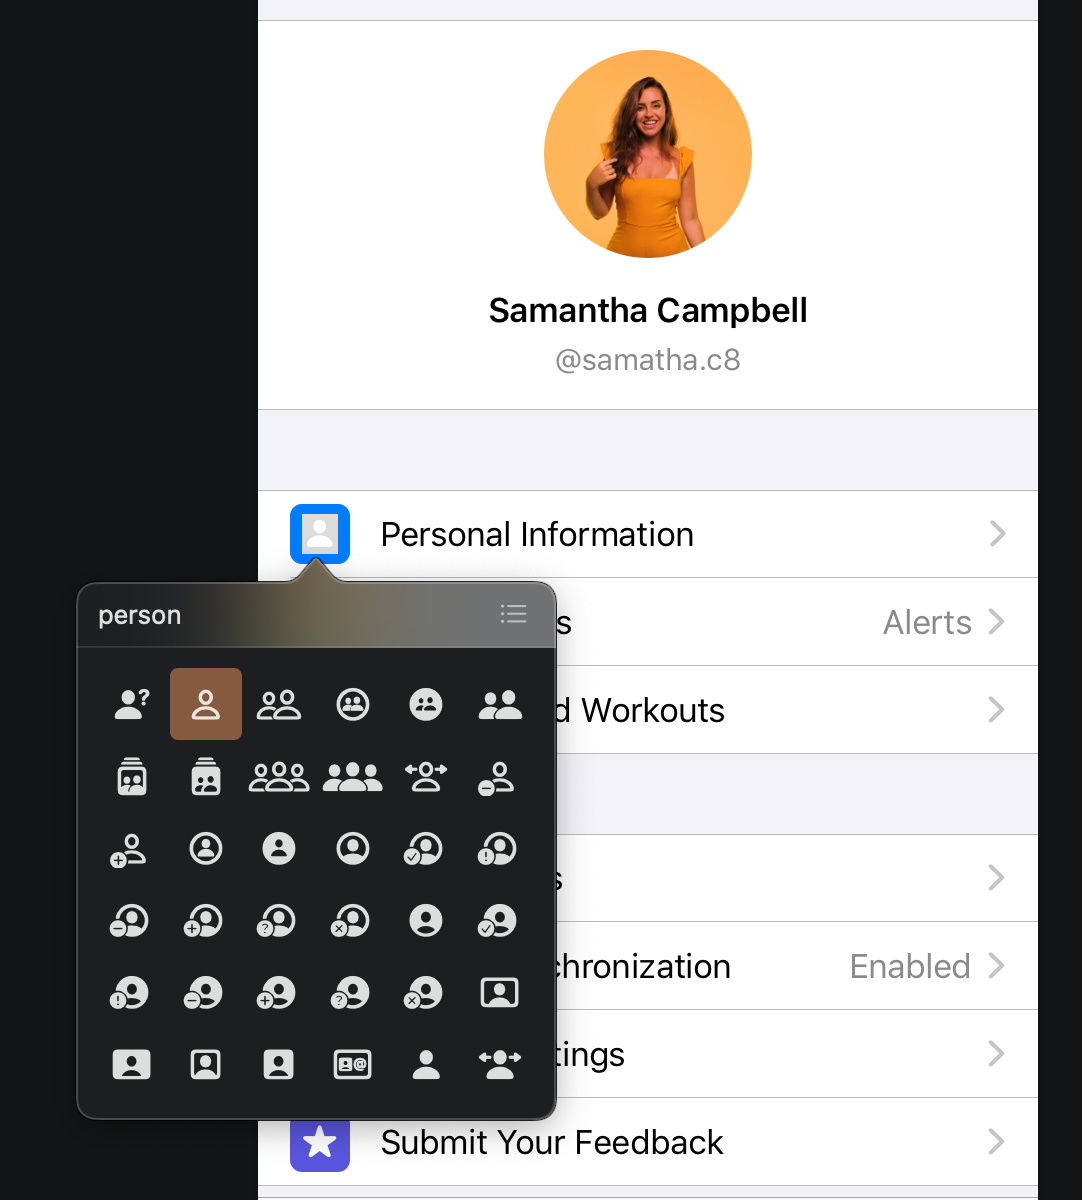 Samantha Campbell
@samatha.c8
Personal Information
person
s
Alerts
d Workouts
s
chronization
Enabled
tings
Submit Your Feedback